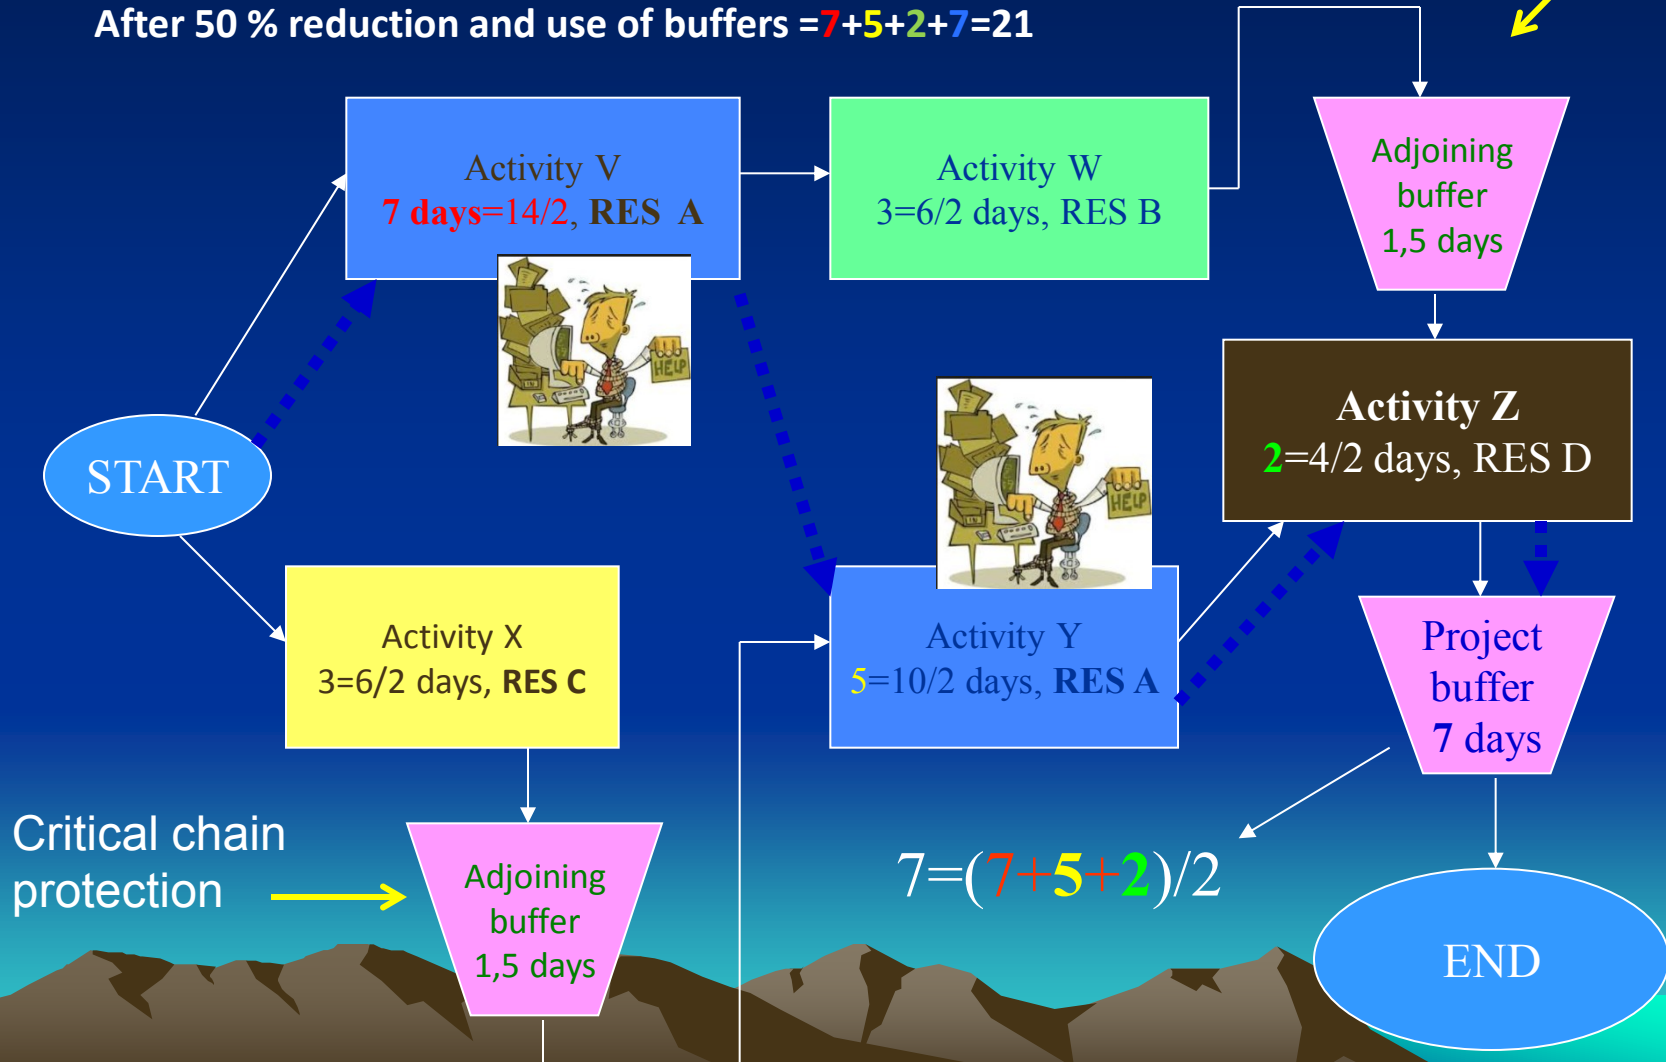 After 50 % reduction and use of buffers =7+5+2+7=21
Activity V
7 days=14/2, RES A
HELP
Activity W
3=6/2 days, RES B
Adjoining
buffer
1,5 days
START
HELP
Activity Z
2=4/2 days, RES D
Activity X
3=6/2 days, RES C
Activity Y
5=10/2 days, RES A
Project
buffer
7 days
Critical chain
protection
Adjoining
buffer
1,5 days
7=(7+5+2)/2
END